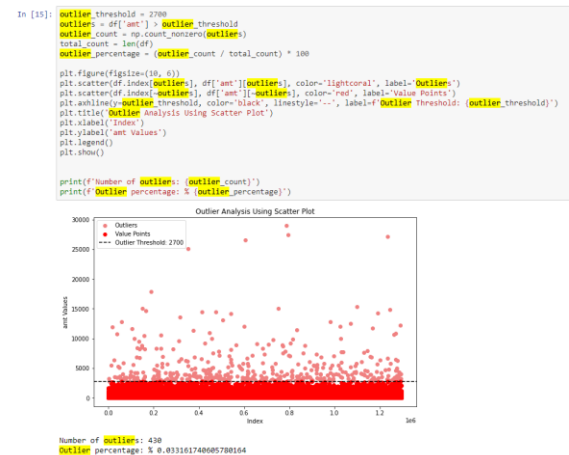 In [15]: outlier_threshold = 2700
outliers = df['amt'] > outlier_threshold
outlier_count = np.count_nonzero(outliers)
total_count = len(df)
outlier_percentage = (outlier_count / total_count) * 100
plt.figure(figsize=(10, 6))
plt.scatter(df.index[outliers], df['amt'][outliers], color='lightcoral', label='Outliers')
plt.scatter(df.index[~outliers], df['amt'][~outliers], color='red', label='Value Points')
plt.axhline(y=outlier_threshold, color='black', linestyle='--', label=f'Outlier Threshold: {outlier_threshold}')
plt.title('Outlier Analysis Using Scatter Plot')
plt.xlabel('Index')
plt.ylabel('amt Values')
plt.legend()
plt.show()
print(f'Number of outliers: {outlier_count}')
print(f'Outlier percentage: % {outlier_percentage}')
Outlier Analysis Using Scatter Plot
30000
25000
20000
15000
10000
5000
0
amt Values
Outliers
Value Points
Outlier Threshold: 2700
0.0 0.2 0.4 0.6 0.8 1.0 1.2
1e6
Index
Number of outliers: 430
Outlier percentage: % 0.033161740605780164